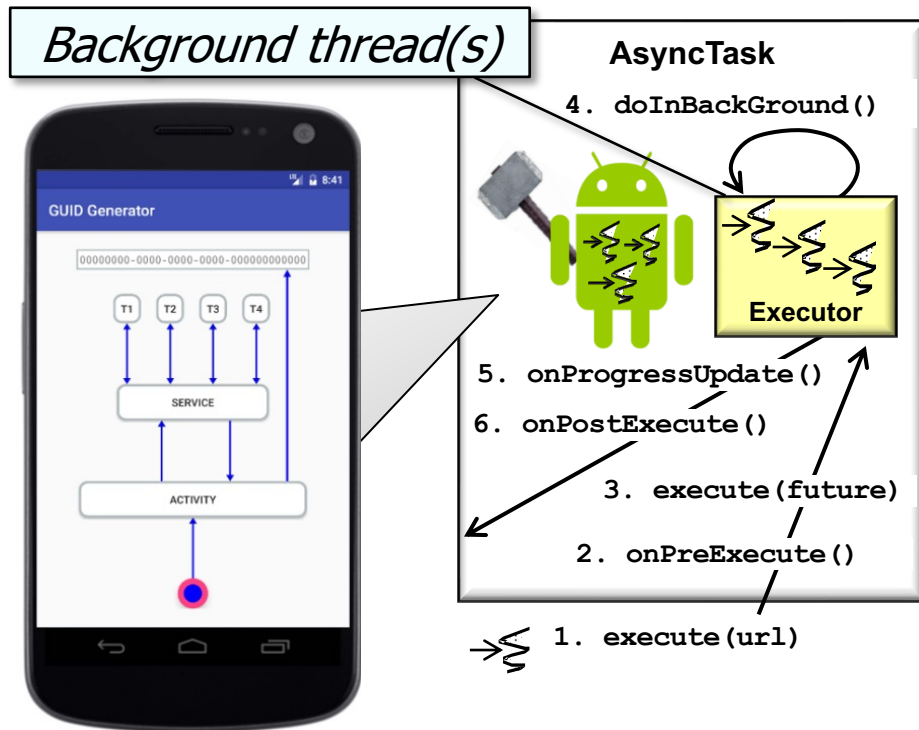 Background thread(s)
AsyncTask
4. doInBackGround()
Executor
5. onProgressUpdate()
6. onPostExecute()
3. execute(future)
2. onPreExecute()
1. execute(url)
8:41
GUID Generator
00000000-0000-0000-0000-000000000000
T1 T2 T3 T4
SERVICE
ACTIVITY